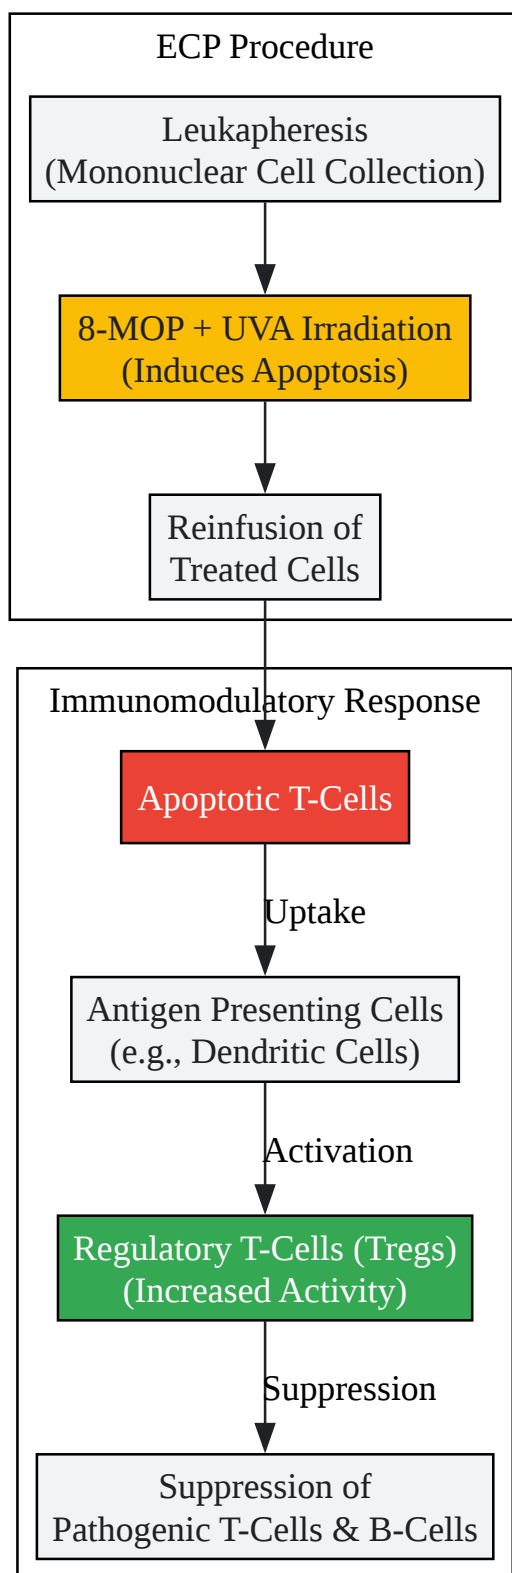 ECP Procedure
Leukapheresis
(Mononuclear Cell Collection)
8-MOP + UVA Irradiation
(Induces Apoptosis)
Reinfusion of
Treated Cells
Immunomodulatory Response
Apoptotic T-Cells
Uptake
Antigen Presenting Cells
(e.g., Dendritic Cells)
Activation
Regulatory T-Cells (Tregs)
(Increased Activity)
Suppression
Suppression of
Pathogenic T-Cells & B-Cells